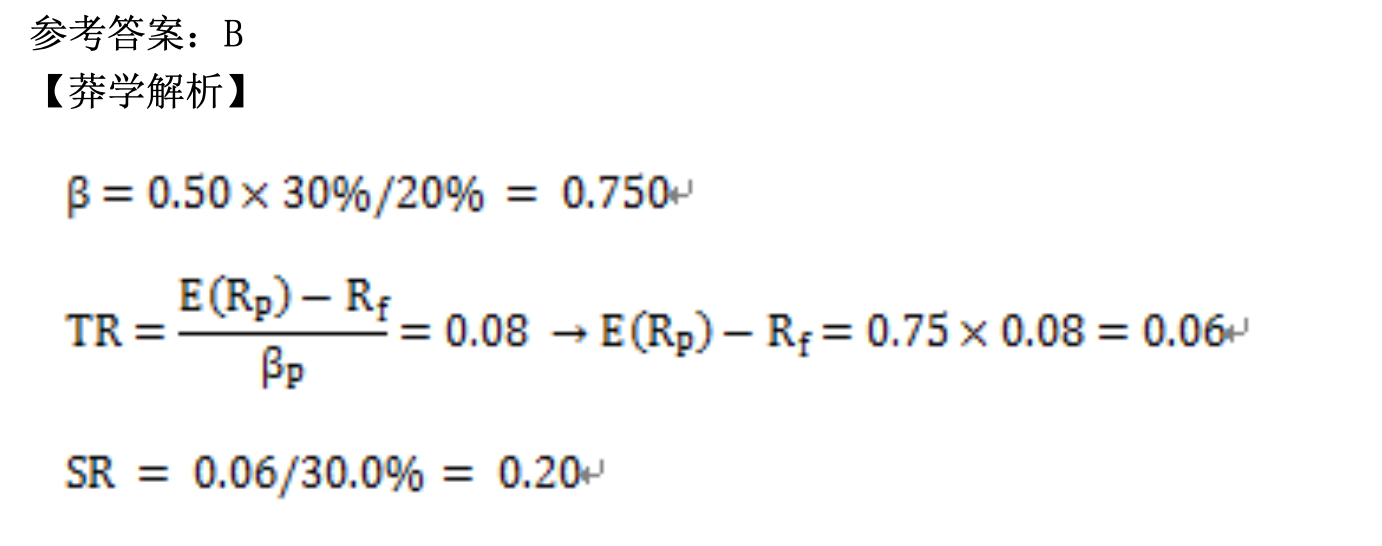 参考答案：B
【莽学解析】
β = 0.50 × 30%/20% = 0.750↵
TR = E(Rp) − Rf / βp = 0.08 → E(Rp) − Rf = 0.75 × 0.08 = 0.06↵
SR = 0.06/30.0% = 0.20↵